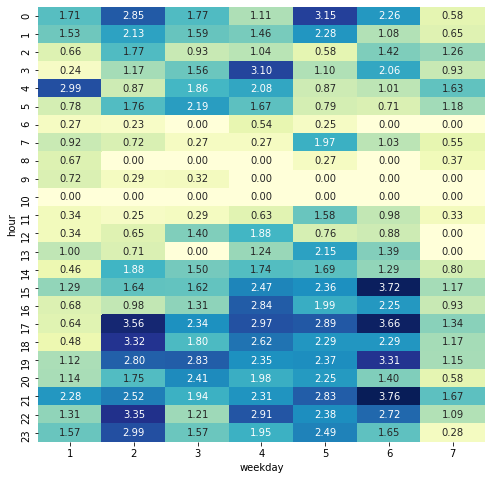 0 1.71 2.85 1.77 1.11 3.15 2.26 0.58
1 1.53 2.13 1.59 1.46 2.28 1.08 0.65
2 0.66 1.77 0.93 1.04 0.58 1.42 1.26
3 0.24 1.17 1.56 3.10 1.10 2.06 0.93
4 2.99 0.87 1.86 2.08 0.87 1.01 1.63
5 0.78 1.76 2.19 1.67 0.79 0.71 1.18
6 0.27 0.23 0.00 0.54 0.25 0.00 0.00
7 0.92 0.72 0.27 0.27 1.97 1.03 0.55
8 0.67 0.00 0.00 0.00 0.27 0.00 0.37
9 0.72 0.29 0.32 0.00 0.00 0.00 0.00
10 0.00 0.00 0.00 0.00 0.00 0.00 0.00
11 0.34 0.25 0.29 0.63 1.58 0.98 0.33
hour
12 0.34 0.65 1.40 1.88 0.76 0.88 0.00
13 1.00 0.71 0.00 1.24 2.15 1.39 0.00
14 0.46 1.88 1.50 1.74 1.69 1.29 0.80
15 1.29 1.64 1.62 2.47 2.36 3.72 1.17
16 0.68 0.98 1.31 2.84 1.99 2.25 0.93
17 0.64 3.56 2.34 2.97 2.89 3.66 1.34
18 0.48 3.32 1.80 2.62 2.29 2.29 1.17
19 1.12 2.80 2.83 2.35 2.37 3.31 1.15
20 1.14 1.75 2.41 1.98 2.25 1.40 0.58
21 2.28 2.52 1.94 2.31 2.83 3.76 1.67
22 1.31 3.35 1.21 2.91 2.38 2.72 1.09
23 1.57 2.99 1.57 1.95 2.49 1.65 0.28
1 2 3 4 5 6 7
weekday